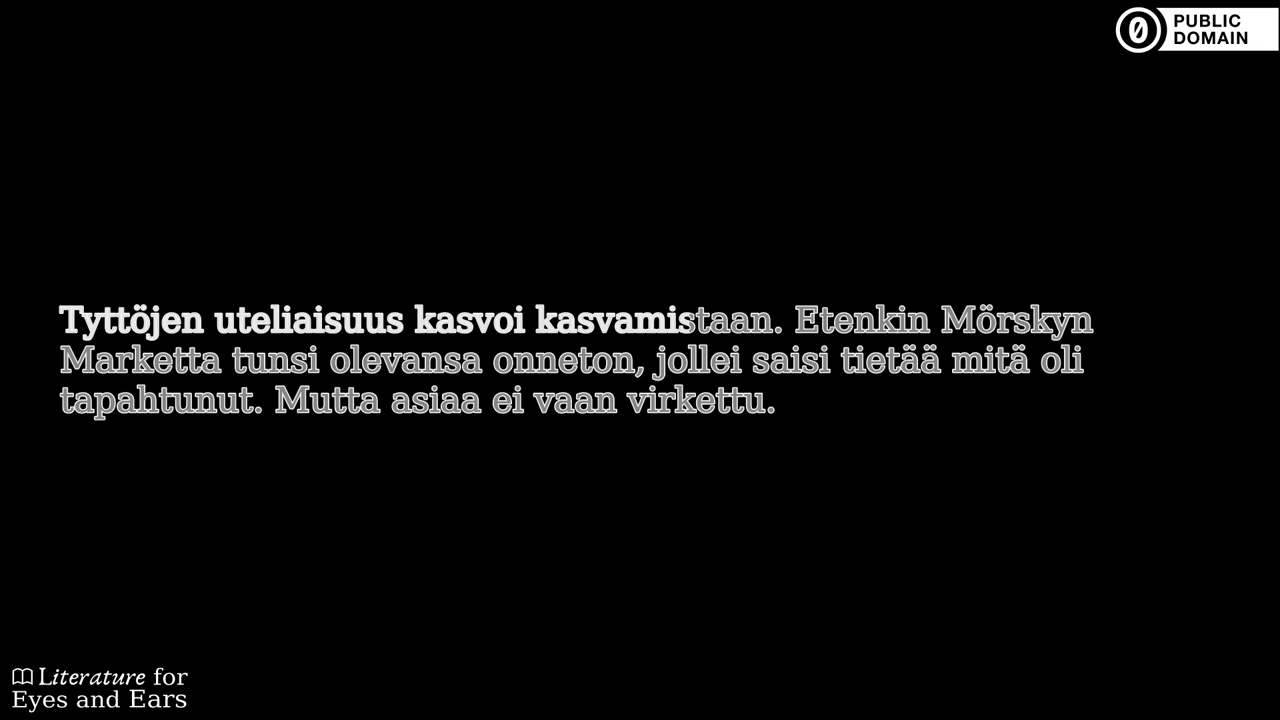 PUBLIC
DOMAIN
Tyttöjen uteliaisuus kasvoi kasvamistaan. Etenkin Mörskyn
Marketta tunsi olevansa onneton, jollei saisi tietää mitä oli
tapahtunut. Mutta asiaa ei vaan virkettu.
Literature for
Eyes and Ears